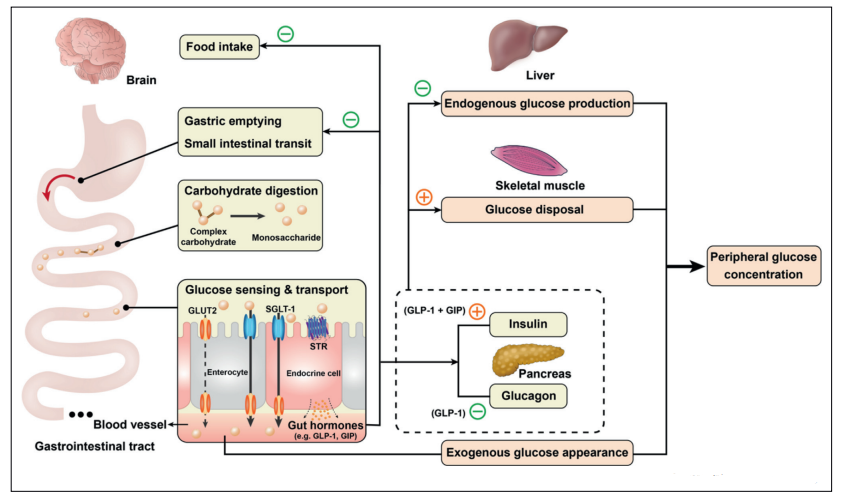 Food intake
Brain
Liver
Endogenous glucose production
Gastric emptying
Small intestinal transit
Skeletal muscle
Glucose disposal
Carbohydrate digestion
Complex
carbohydrate
Monosaccharide
Peripheral glucose
concentration
Glucose sensing & transport
GLUT2
SGLT-1
STR
Enterocyte
Endocrine cell
(GLP-1 + GIP)
Insulin
Pancreas
Glucagon
(GLP-1)
Blood vessel
Gut hormones
(e.g. GLP-1, GIP)
Gastrointestinal tract
Exogenous glucose appearance